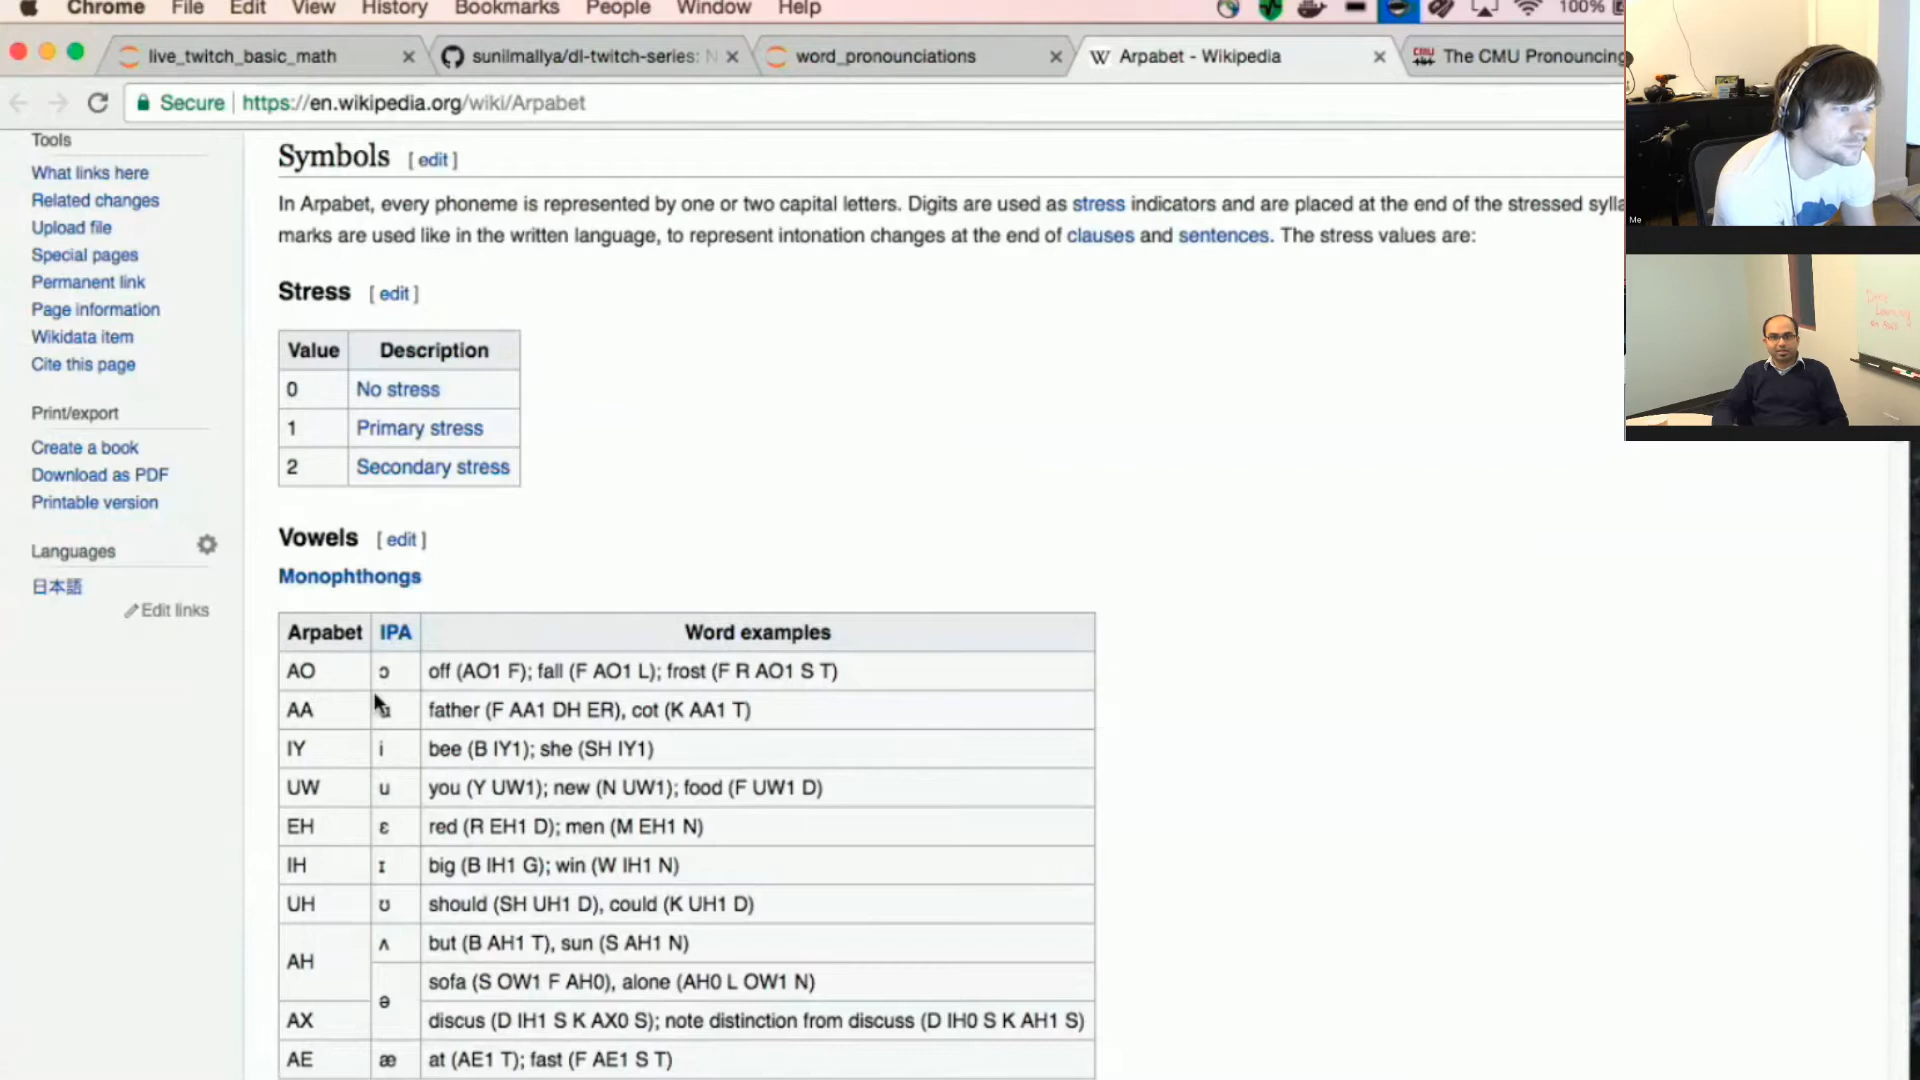 Chrome File Edit View History Bookmarks People Window Help 100%
live_twitch_basic_math
sunilmallya/dl-twitch-series: N
word_pronounciations
Arpabet - Wikipedia
The CMU Pronouncing
Secure https://en.wikipedia.org/wiki/Arpabet
Tools
What links here
Related changes
Upload file
Special pages
Permanent link
Page information
Wikidata item
Cite this page
Print/export
Create a book
Download as PDF
Printable version
Languages
日本語
Edit links
Symbols [ edit ]
In Arpabet, every phoneme is represented by one or two capital letters. Digits are used as stress indicators and are placed at the end of the stressed sylla
marks are used like in the written language, to represent intonation changes at the end of clauses and sentences. The stress values are:
Stress [ edit ]
Value Description
0 No stress
1 Primary stress
2 Secondary stress
Vowels [ edit ]
Monophthongs
Arpabet IPA Word examples
AO ɔ off (AO1 F); fall (F AO1 L); frost (F R AO1 S T)
AA father (F AA1 DH ER), cot (K AA1 T)
IY i bee (B IY1); she (SH IY1)
UW u you (Y UW1); new (N UW1); food (F UW1 D)
EH ɛ red (R EH1 D); men (M EH1 N)
IH ɪ big (B IH1 G); win (W IH1 N)
UH ʊ should (SH UH1 D), could (K UH1 D)
AH ʌ but (B AH1 T), sun (S AH1 N)
ə sofa (S OW1 F AH0), alone (AH0 L OW1 N)
AX discus (D IH1 S K AX0 S); note distinction from discuss (D IH0 S K AH1 S)
AE æ at (AE1 T); fast (F AE1 S T)
Me
Deep
Learning
on AWS